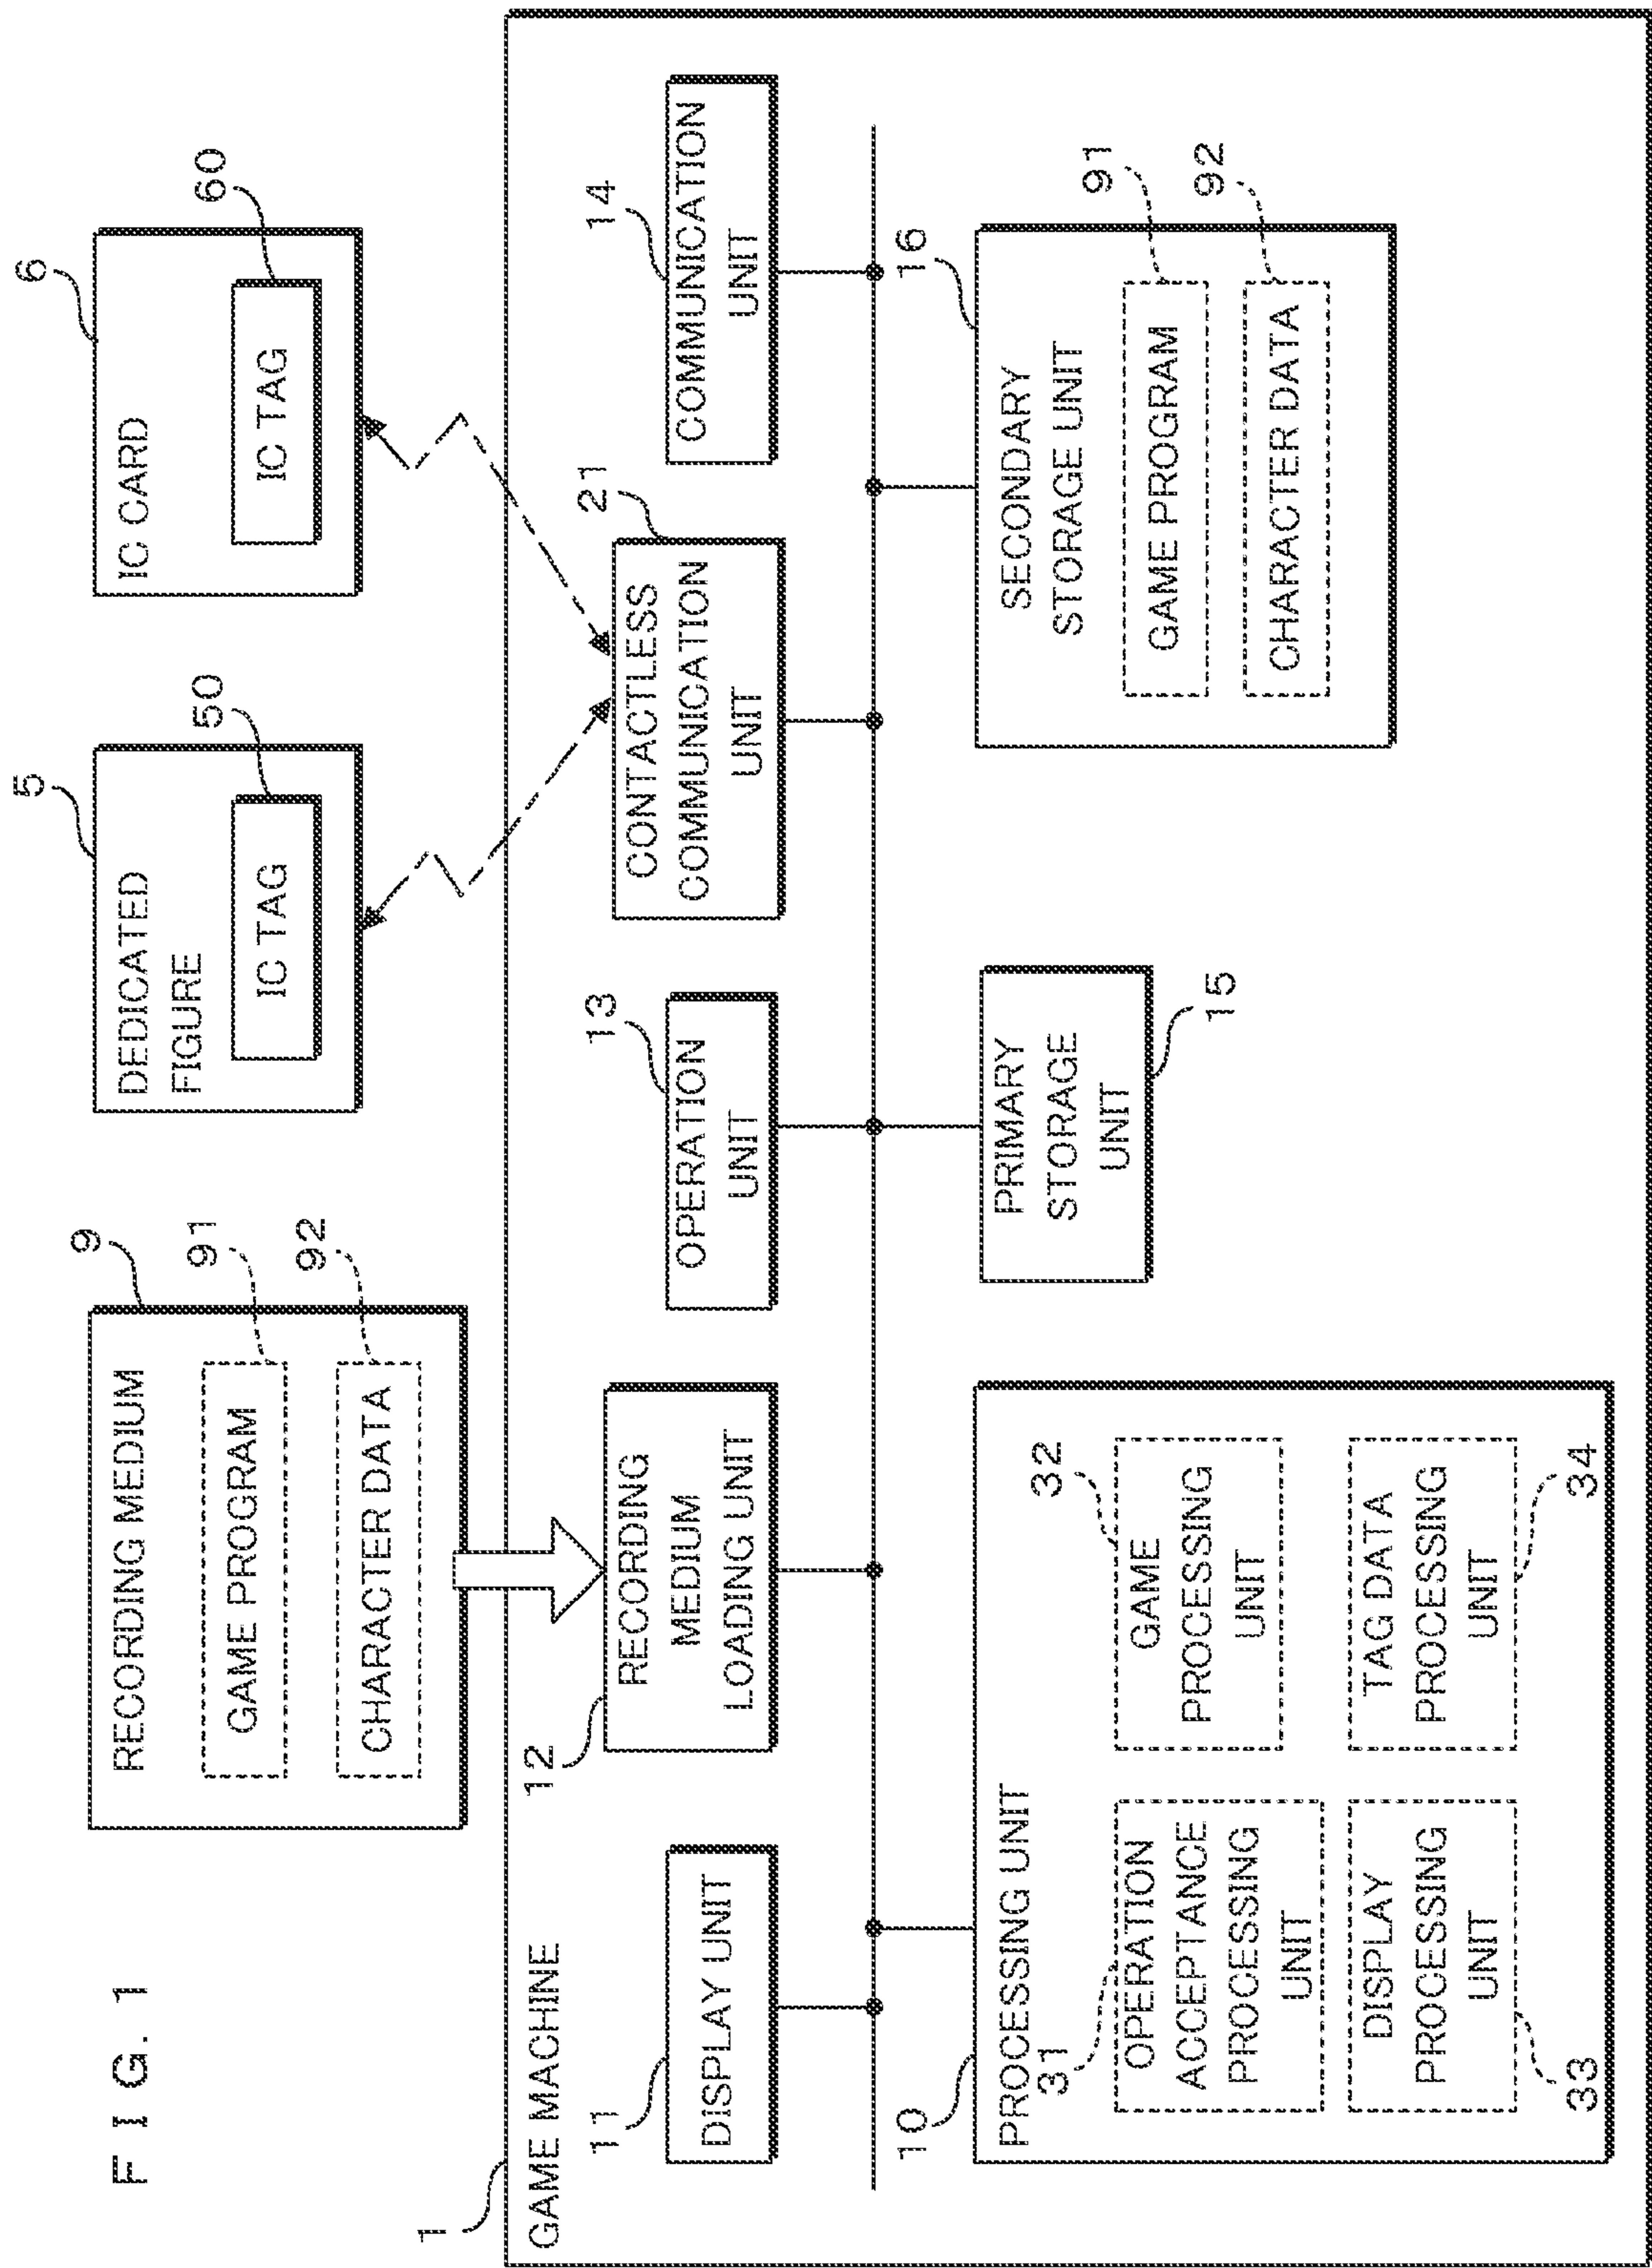 FIG. 1
9
RECORDING MEDIUM
91
GAME PROGRAM
92
CHARACTER DATA
5
DEDICATED
FIGURE
50
IC TAG
6
IC CARD
60
IC TAG
1
GAME MACHINE
11
DISPLAY UNIT
12
RECORDING
MEDIUM
LOADING UNIT
13
OPERATION
UNIT
21
CONTACTLESS
COMMUNICATION
UNIT
14
COMMUNICATION
UNIT
10
PROCESSING UNIT
31
OPERATION
ACCEPTANCE
PROCESSING
UNIT
32
GAME
PROCESSING
UNIT
33
DISPLAY
PROCESSING
UNIT
34
TAG DATA
PROCESSING
UNIT
PRIMARY
STORAGE
UNIT
15
16
SECONDARY
STORAGE UNIT
91
GAME PROGRAM
92
CHARACTER DATA